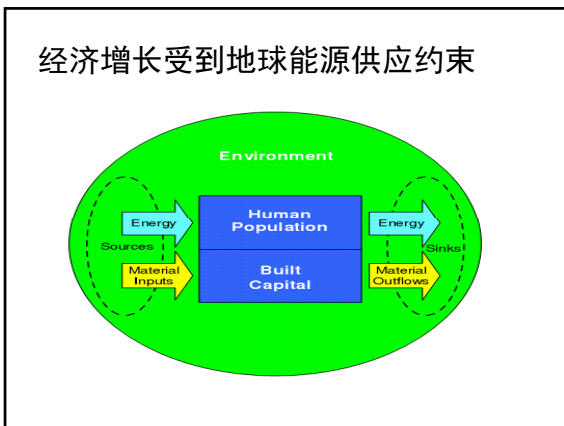 经济增长受到地球能源供应约束
Environment
Energy
Sources
Material
Inputs
Human
Population
Built
Capital
Energy
Sinks
Material
Outflows